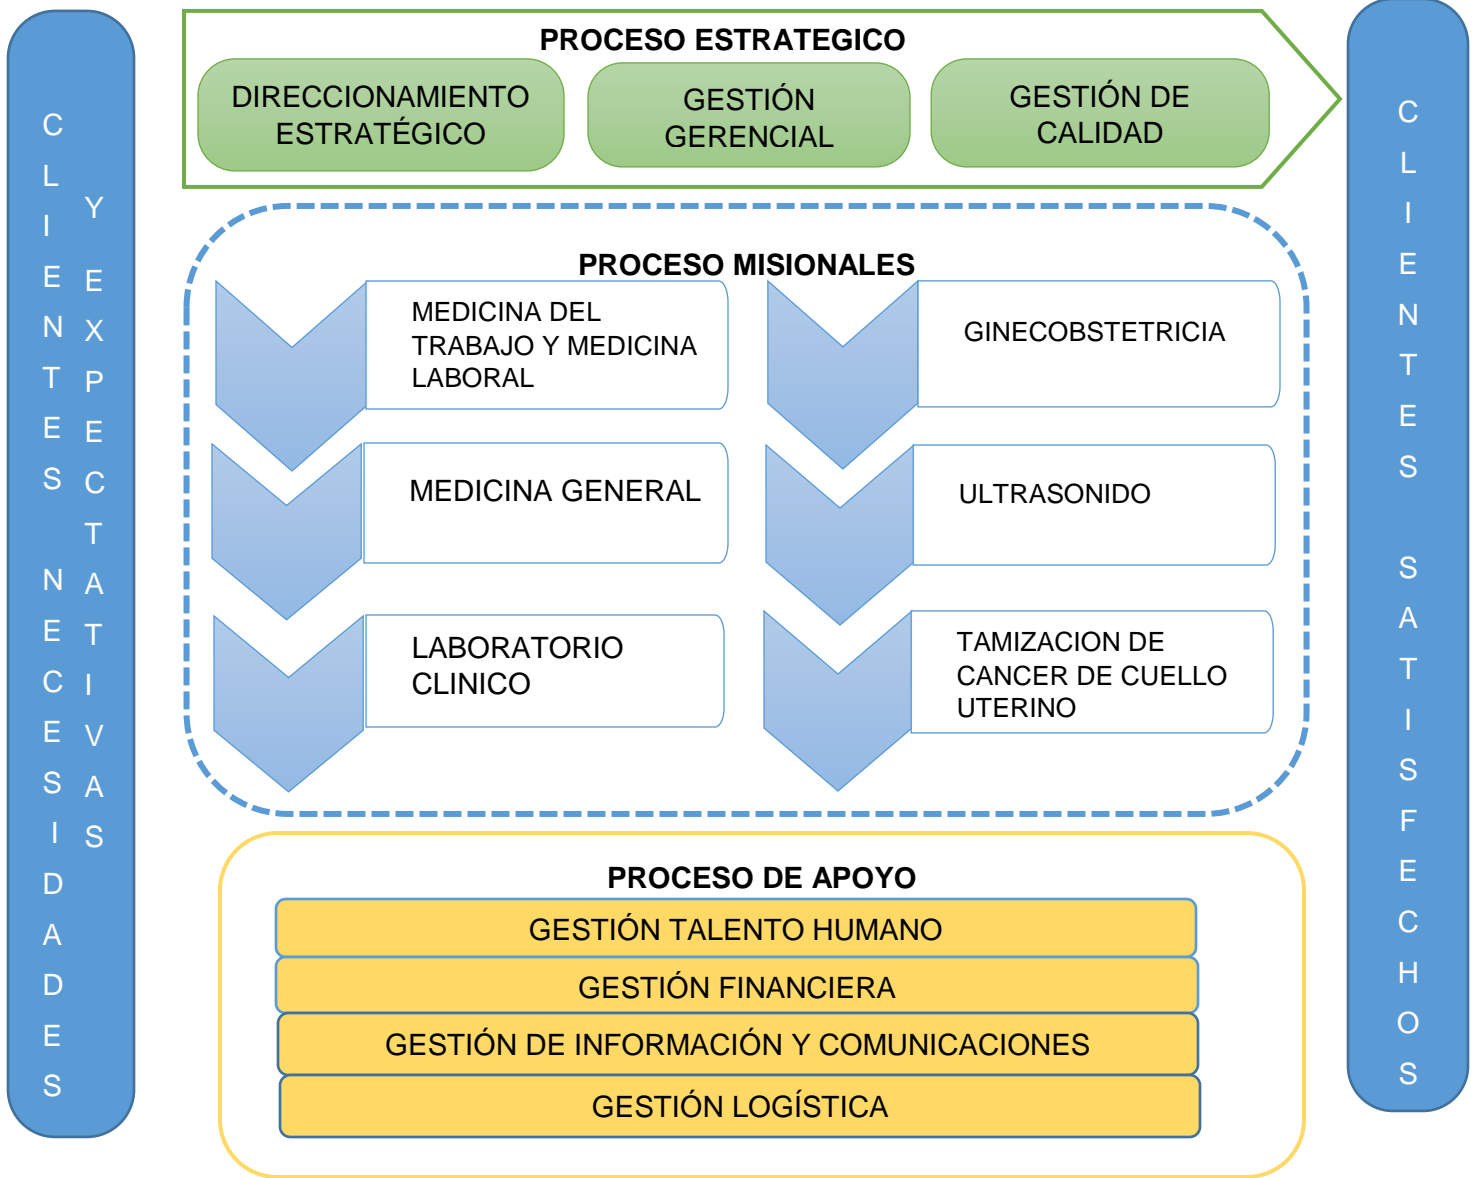 CLIENTES NECESIDADES
Y EXPECTATIVAS
PROCESO ESTRATEGICO
DIRECCIONAMIENTO
ESTRATÉGICO
GESTIÓN
GERENCIAL
GESTIÓN DE
CALIDAD
PROCESO MISIONALES
MEDICINA DEL
TRABAJO Y MEDICINA
LABORAL
GINECOBSTETRICIA
MEDICINA GENERAL
ULTRASONIDO
LABORATORIO
CLINICO
TAMIZACION DE
CANCER DE CUELLO
UTERINO
PROCESO DE APOYO
GESTIÓN TALENTO HUMANO
GESTIÓN FINANCIERA
GESTIÓN DE INFORMACIÓN Y COMUNICACIONES
GESTIÓN LOGÍSTICA
CLIENTES SATISFECHOS